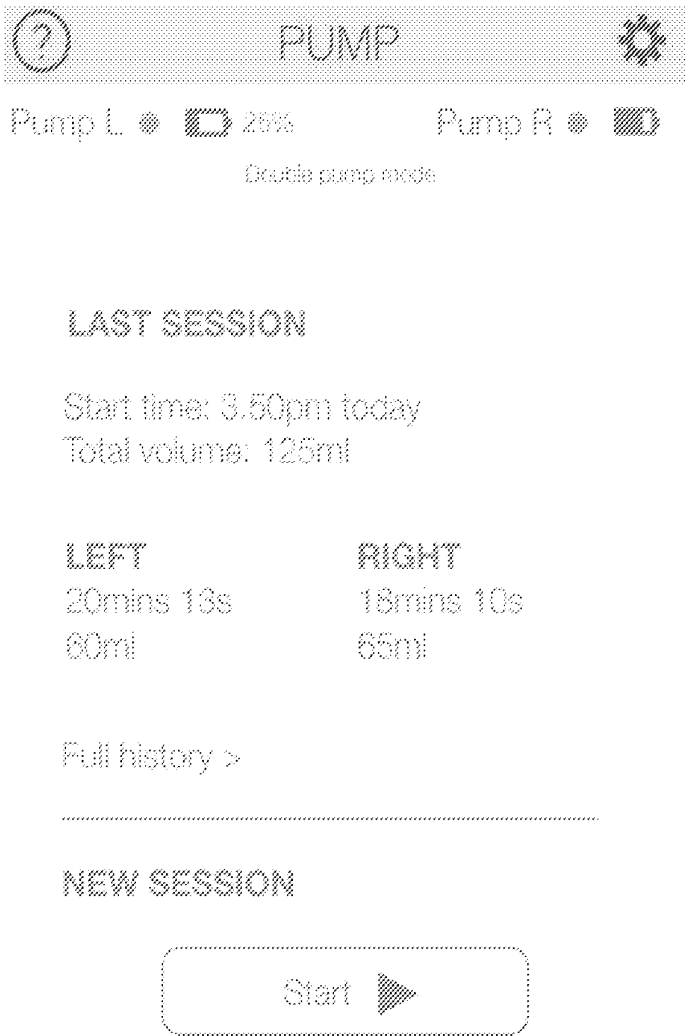 ? PUMP
Pump L 25% Pump R
Double pump mode
LAST SESSION
Start time: 3.50pm today
Total volume: 125ml
LEFT RIGHT
20mins 13s 18mins 10s
60ml 65ml
Full history >
NEW SESSION
Start